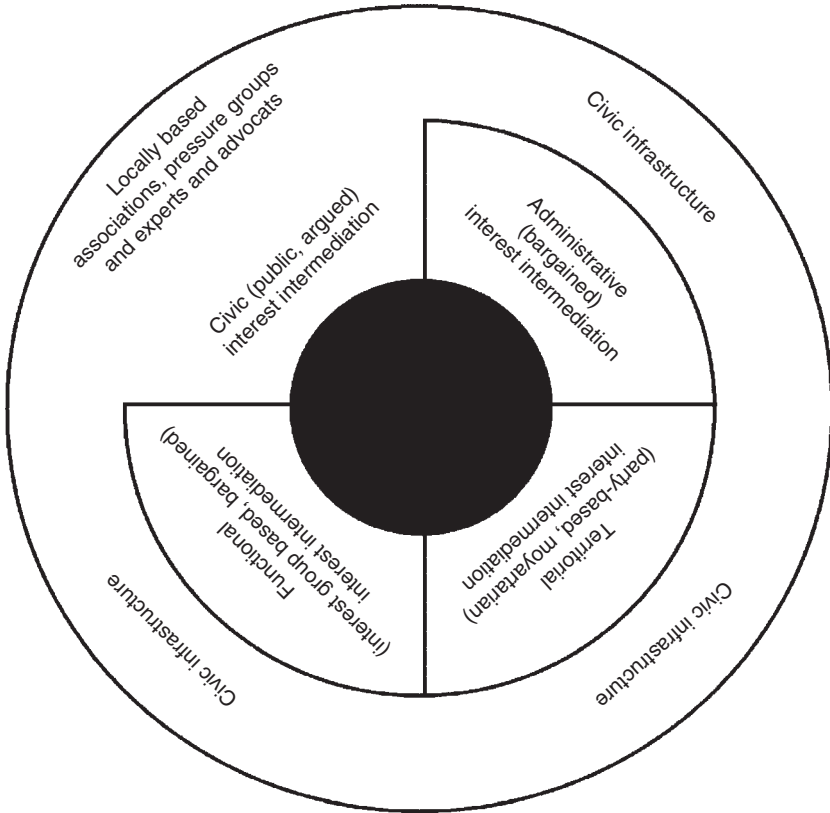 Locally based
associations, pressure groups
and experts and advocats
Civic (public, argued)
interest intermediation
Civic infrastructure
Administrative
(bargained)
interest intermediation
Functional
(interest group based, bargained)
interest intermediation
Civic infrastructure
Territorial
(party-based, moyartarian)
interest intermediation
Civic infrastructure